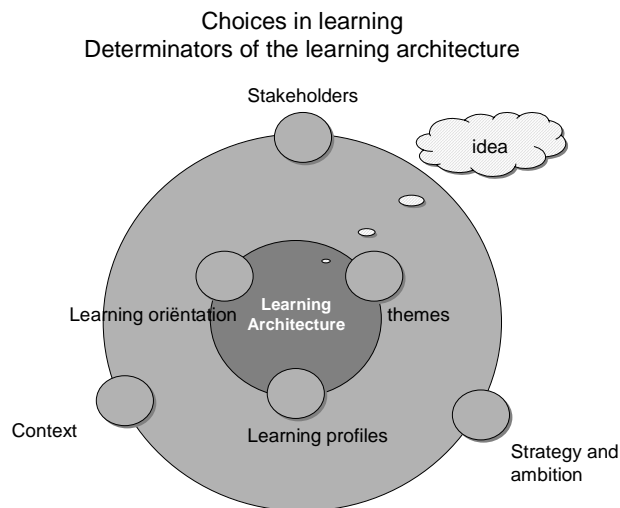 Choices in learning
Determinators of the learning architecture
Stakeholders
idea
Learning oriëntation
Learning
Architecture
themes
Context
Learning profiles
Strategy and
ambition